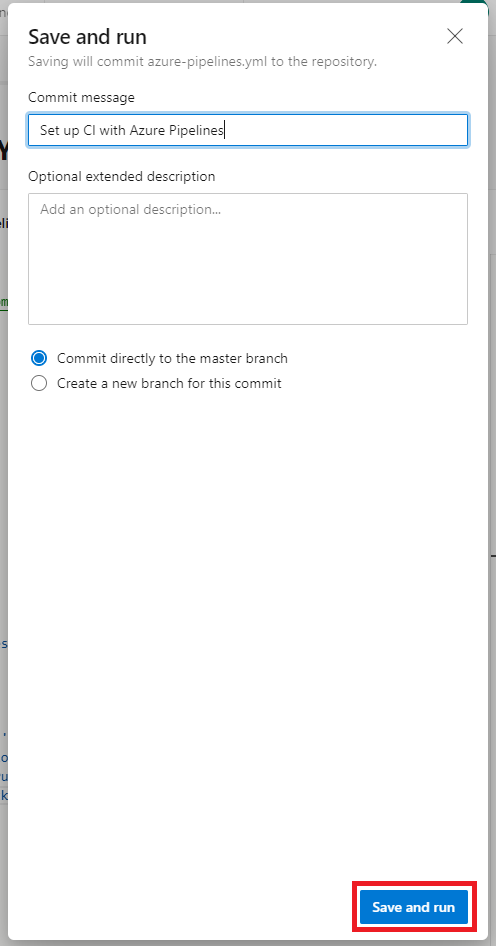 Save and run
Saving will commit azure-pipelines.yml to the repository.
Commit message
Set up CI with Azure Pipelines
Optional extended description
Add an optional description...
Commit directly to the master branch
Create a new branch for this commit
Save and run